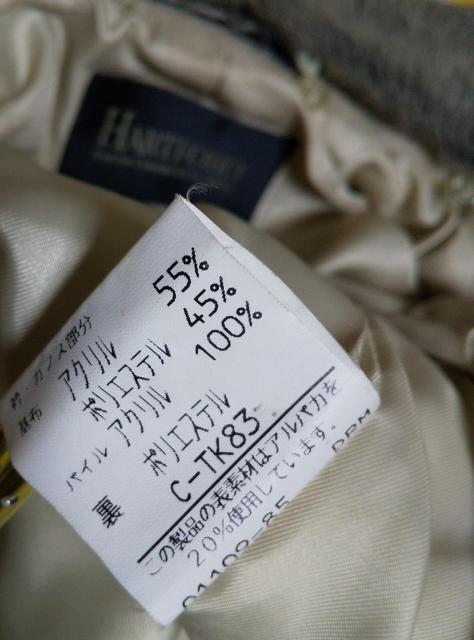 HARTFORD
衿・カフス部分
基布 アクリル 55%
ポリエステル 45%
パイル アクリル 100%
裏 ポリエステル
C-TK83
この製品の表素材はアルパカを
20%使用しています。